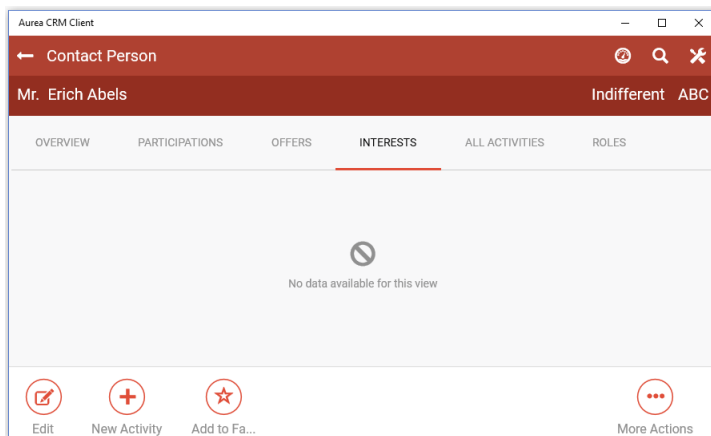 Aurea CRM Client
Contact Person
Mr. Erich Abels Indifferent ABC
OVERVIEW PARTICIPATIONS OFFERS INTERESTS ALL ACTIVITIES ROLES
No data available for this view
Edit New Activity Add to Fa... More Actions